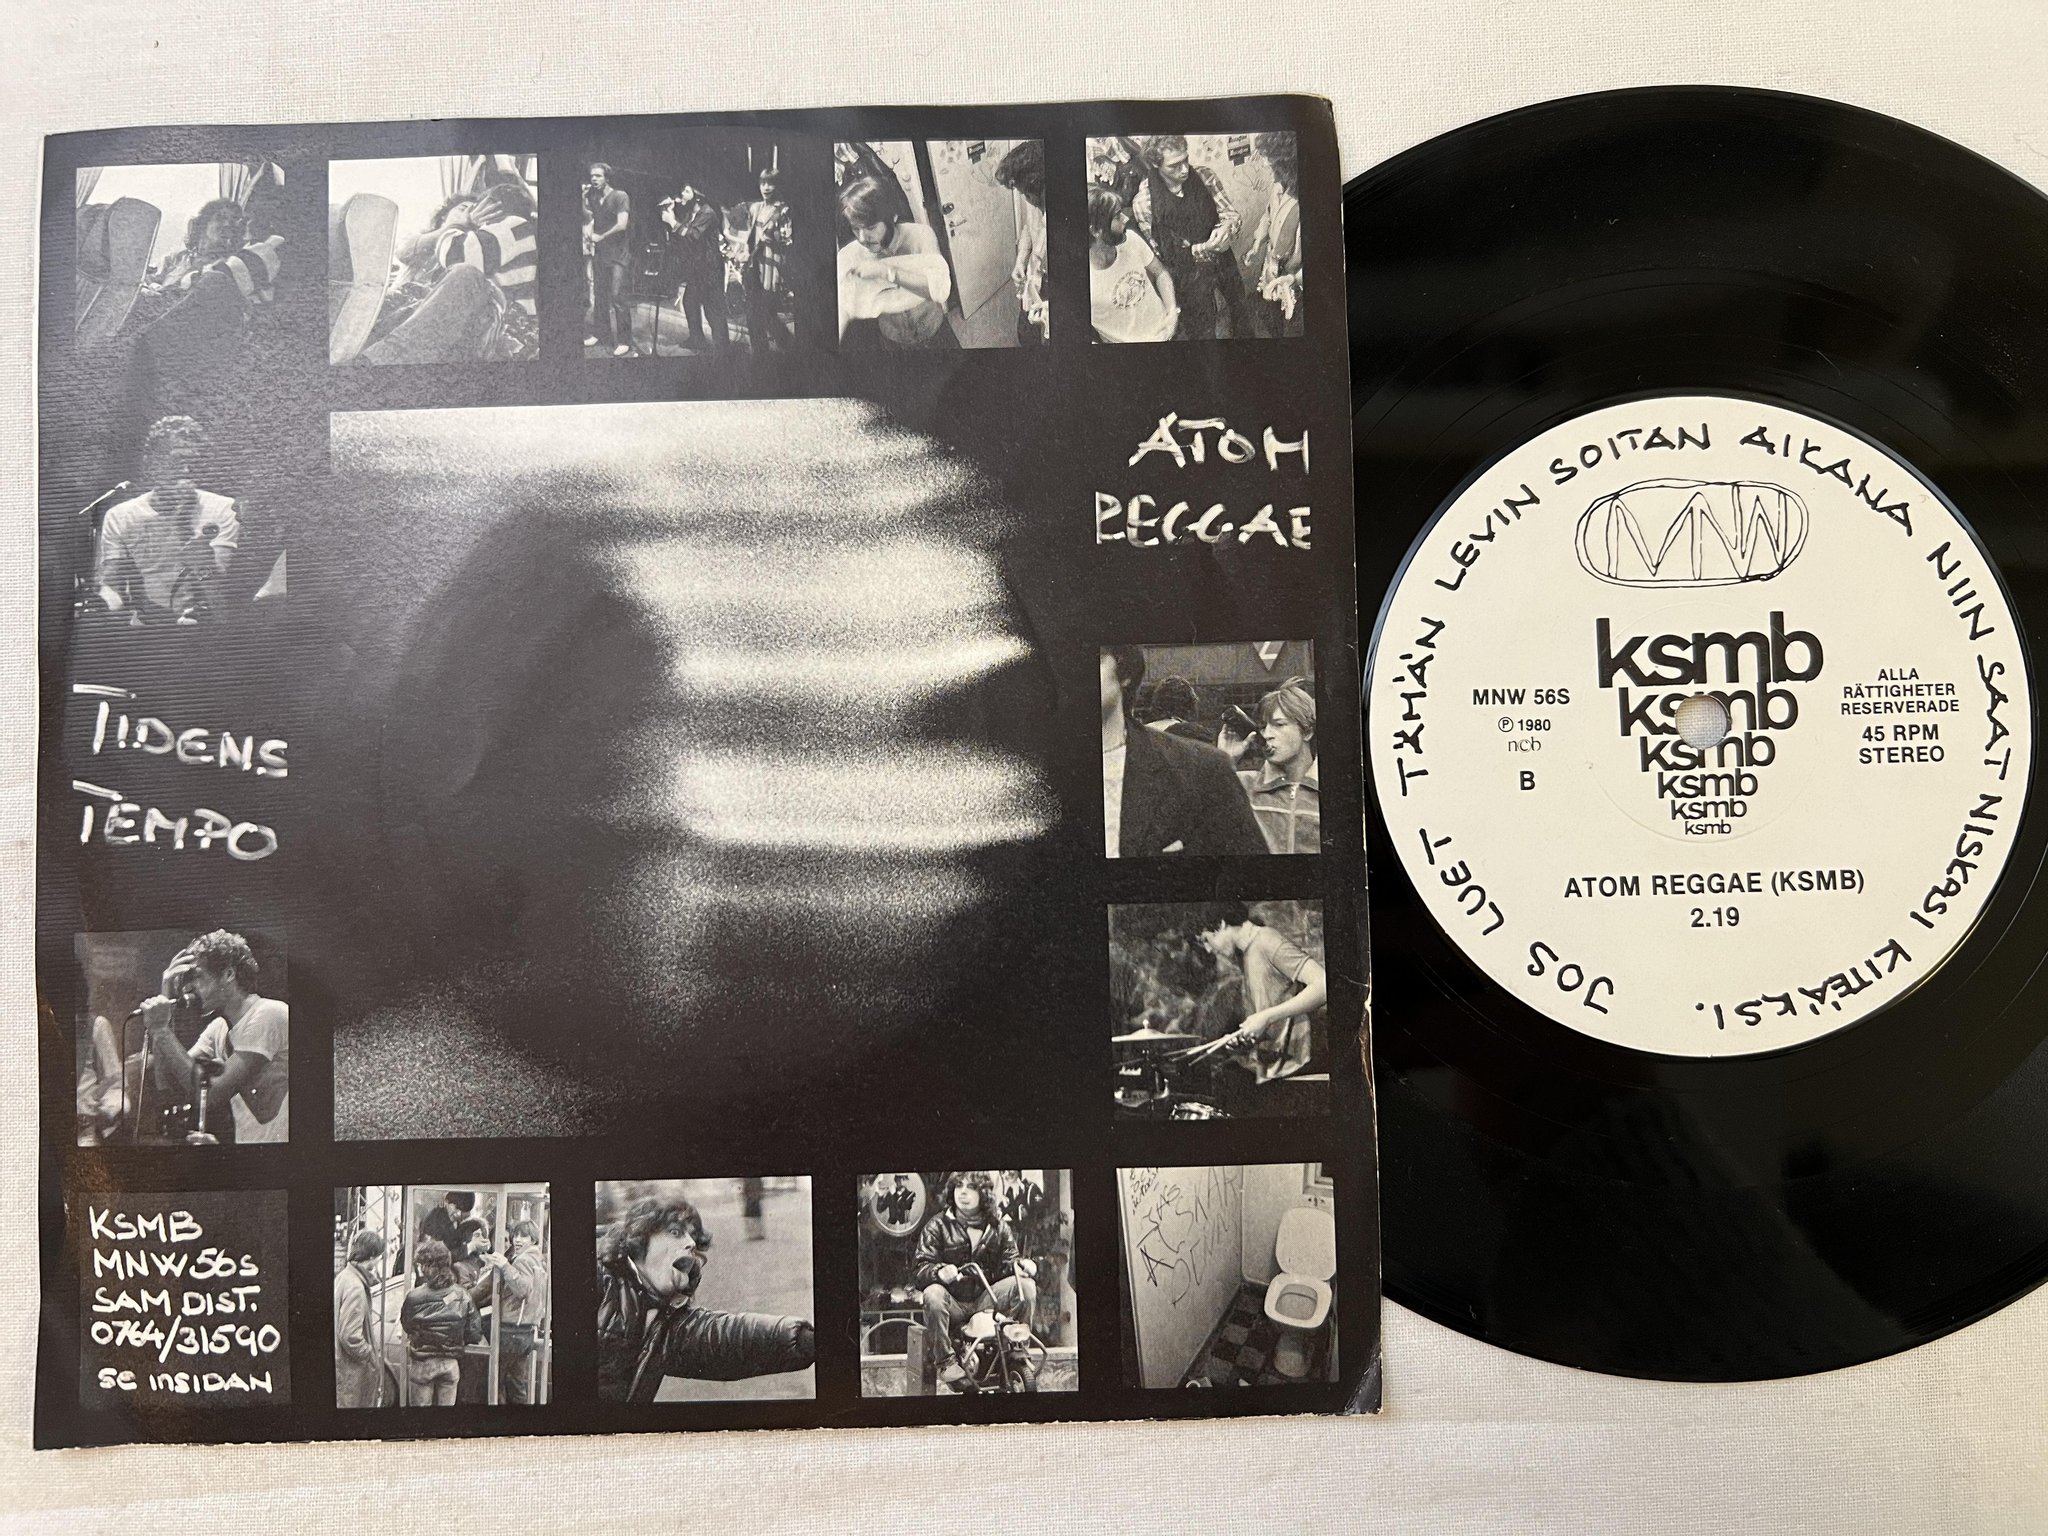 ATOM
REGGAE
TIDENS
TEMPO
KSMB
MNW 56s
SAM DIST.
0764/31590
se insidan
JOS LUET TÄMÄN LEVIN SOITAN AIKANA NIIN SAAT NISKASI KITEÄKSI.
MNW
ksmb
ksmb
ksmb
ksmb
ksmb
ksmb
MNW 56S
℗ 1980
ncb
B
ALLA
RÄTTIGHETER
RESERVERADE
45 RPM
STEREO
ATOM REGGAE (KSMB)
2.19